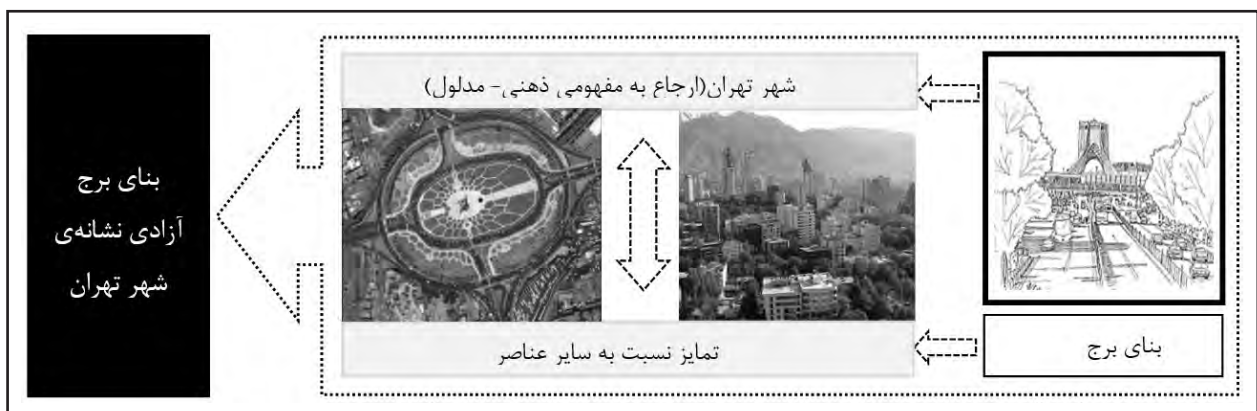 شهر تهران(ارجاع به مفهومی ذهنی- مدلول)
بنای برج
تمایز نسبت به سایر عناصر
بنای برج
آزادی نشانه‌ی
شهر تهران